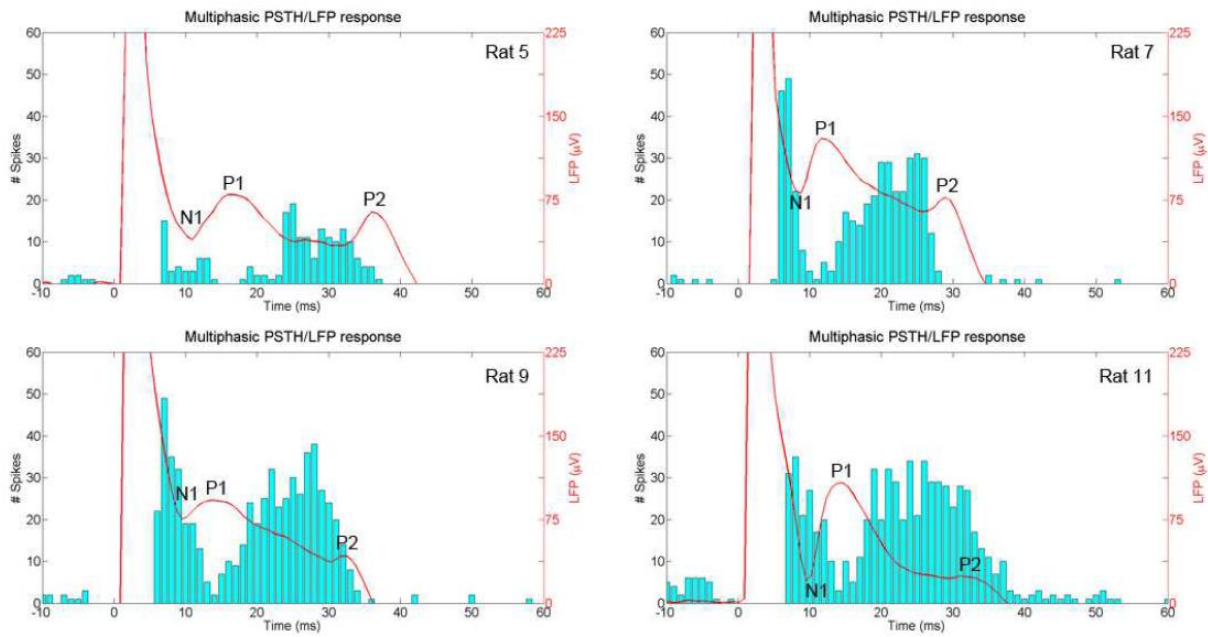 Multiphasic PSTH/LFP response
60
50
40
30
20
10
0
# Spikes
225
150
75
0
LFP (µV)
Rat 5
N1
P1
P2
-10 0 10 20 30 40 50 60
Time (ms)
Multiphasic PSTH/LFP response
60
50
40
30
20
10
0
# Spikes
225
150
75
0
LFP (µV)
Rat 7
P1
N1
P2
-10 0 10 20 30 40 50 60
Time (ms)
Multiphasic PSTH/LFP response
60
50
40
30
20
10
0
# Spikes
225
150
75
0
LFP (µV)
Rat 9
N1 P1
P2
-10 0 10 20 30 40 50 60
Time (ms)
Multiphasic PSTH/LFP response
60
50
40
30
20
10
0
# Spikes
225
150
75
0
LFP (µV)
Rat 11
P1
P2
N1
-10 0 10 20 30 40 50 60
Time (ms)